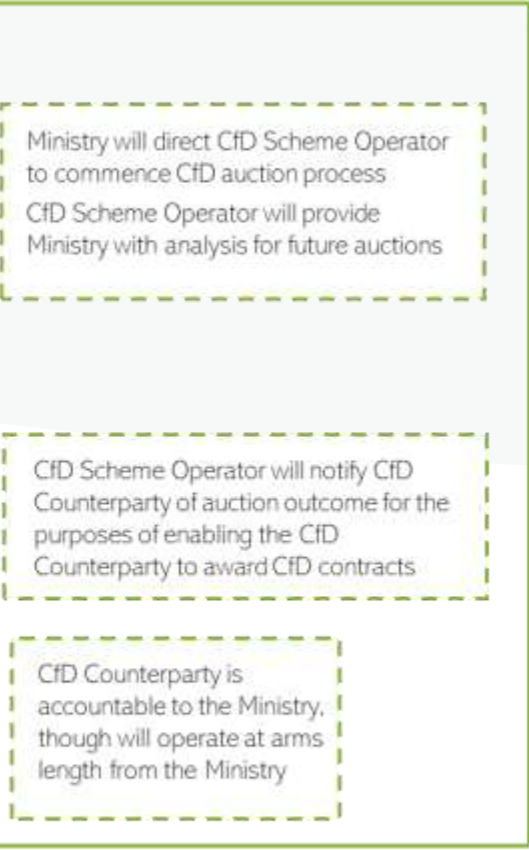 Ministry will direct CfD Scheme Operator
to commence CfD auction process
CfD Scheme Operator will provide
Ministry with analysis for future auctions
CfD Scheme Operator will notify CfD
Counterparty of auction outcome for the
purposes of enabling the CfD
Counterparty to award CfD contracts
CfD Counterparty is
accountable to the Ministry,
though will operate at arms
length from the Ministry